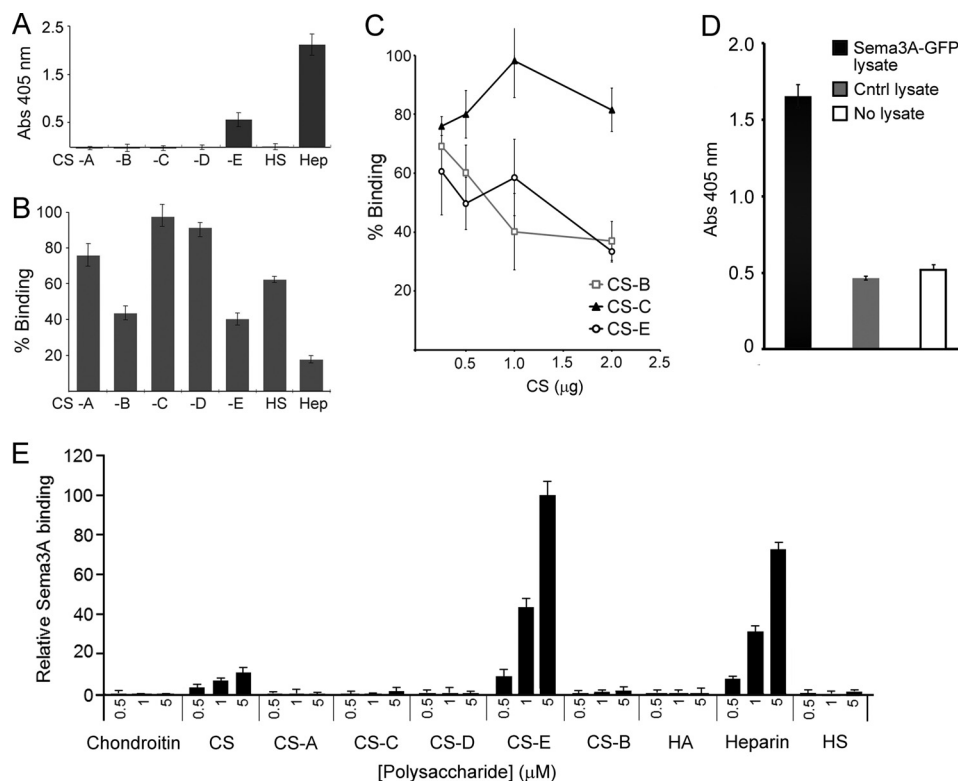 A
2.5
1.5
0.5
Abs 405 nm
CS -A -B -C -D -E HS Hep
B
100
80
60
40
20
% Binding
CS -A -B -C -D -E HS Hep
C
100
80
60
40
20
% Binding
CS-B
CS-C
CS-E
0.5 1.0 1.5 2.0 2.5
CS (µg)
D
2.0
1.5
1.0
0.5
0
Abs 405 nm
Sema3A-GFP
lysate
Cntrl lysate
No lysate
E
120
100
80
60
40
20
0
Relative Sema3A binding
0.5 1 5 0.5 1 5 0.5 1 5 0.5 1 5 0.5 1 5 0.5 1 5 0.5 1 5 0.5 1 5 0.5 1 5 0.5 1 5
Chondroitin CS CS-A CS-C CS-D CS-E CS-B HA Heparin HS
[Polysaccharide] (µM)